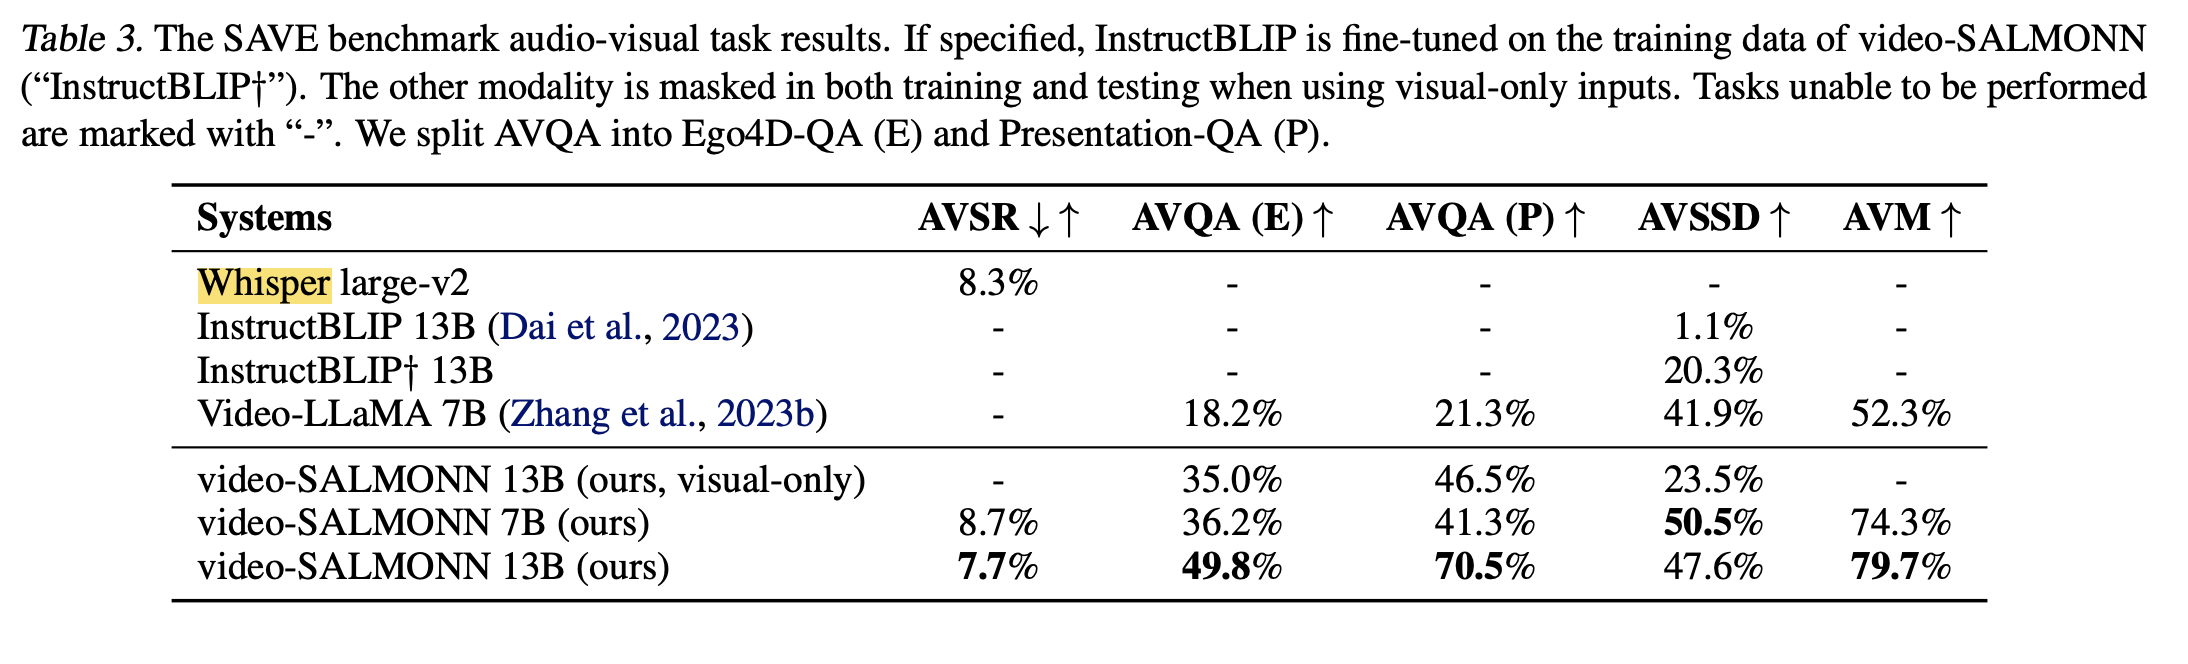 Table 3. The SAVE benchmark audio-visual task results. If specified, InstructBLIP is fine-tuned on the training data of video-SALMONN
(“InstructBLIP†”). The other modality is masked in both training and testing when using visual-only inputs. Tasks unable to be performed
are marked with “-”. We split AVQA into Ego4D-QA (E) and Presentation-QA (P).
Systems AVSR ↓↑ AVQA (E) ↑ AVQA (P) ↑ AVSSD ↑ AVM ↑
Whisper large-v2 8.3% - - - -
InstructBLIP 13B (Dai et al., 2023) - - - 1.1% -
InstructBLIP† 13B - - - 20.3% -
Video-LLaMA 7B (Zhang et al., 2023b) - 18.2% 21.3% 41.9% 52.3%
video-SALMONN 13B (ours, visual-only) - 35.0% 46.5% 23.5% -
video-SALMONN 7B (ours) 8.7% 36.2% 41.3% 50.5% 74.3%
video-SALMONN 13B (ours) 7.7% 49.8% 70.5% 47.6% 79.7%